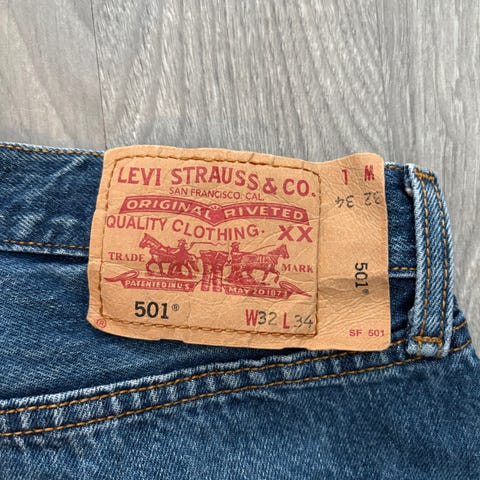 LEVI STRAUSS & CO.
SAN FRANCISCO, CAL.
ORIGINAL RIVETED
QUALITY CLOTHING. XX
TRADE MARK
PATENTED IN U.S. MAY 20 1873
501®
W32 L34
®
L W
34 32
501®
SF 501